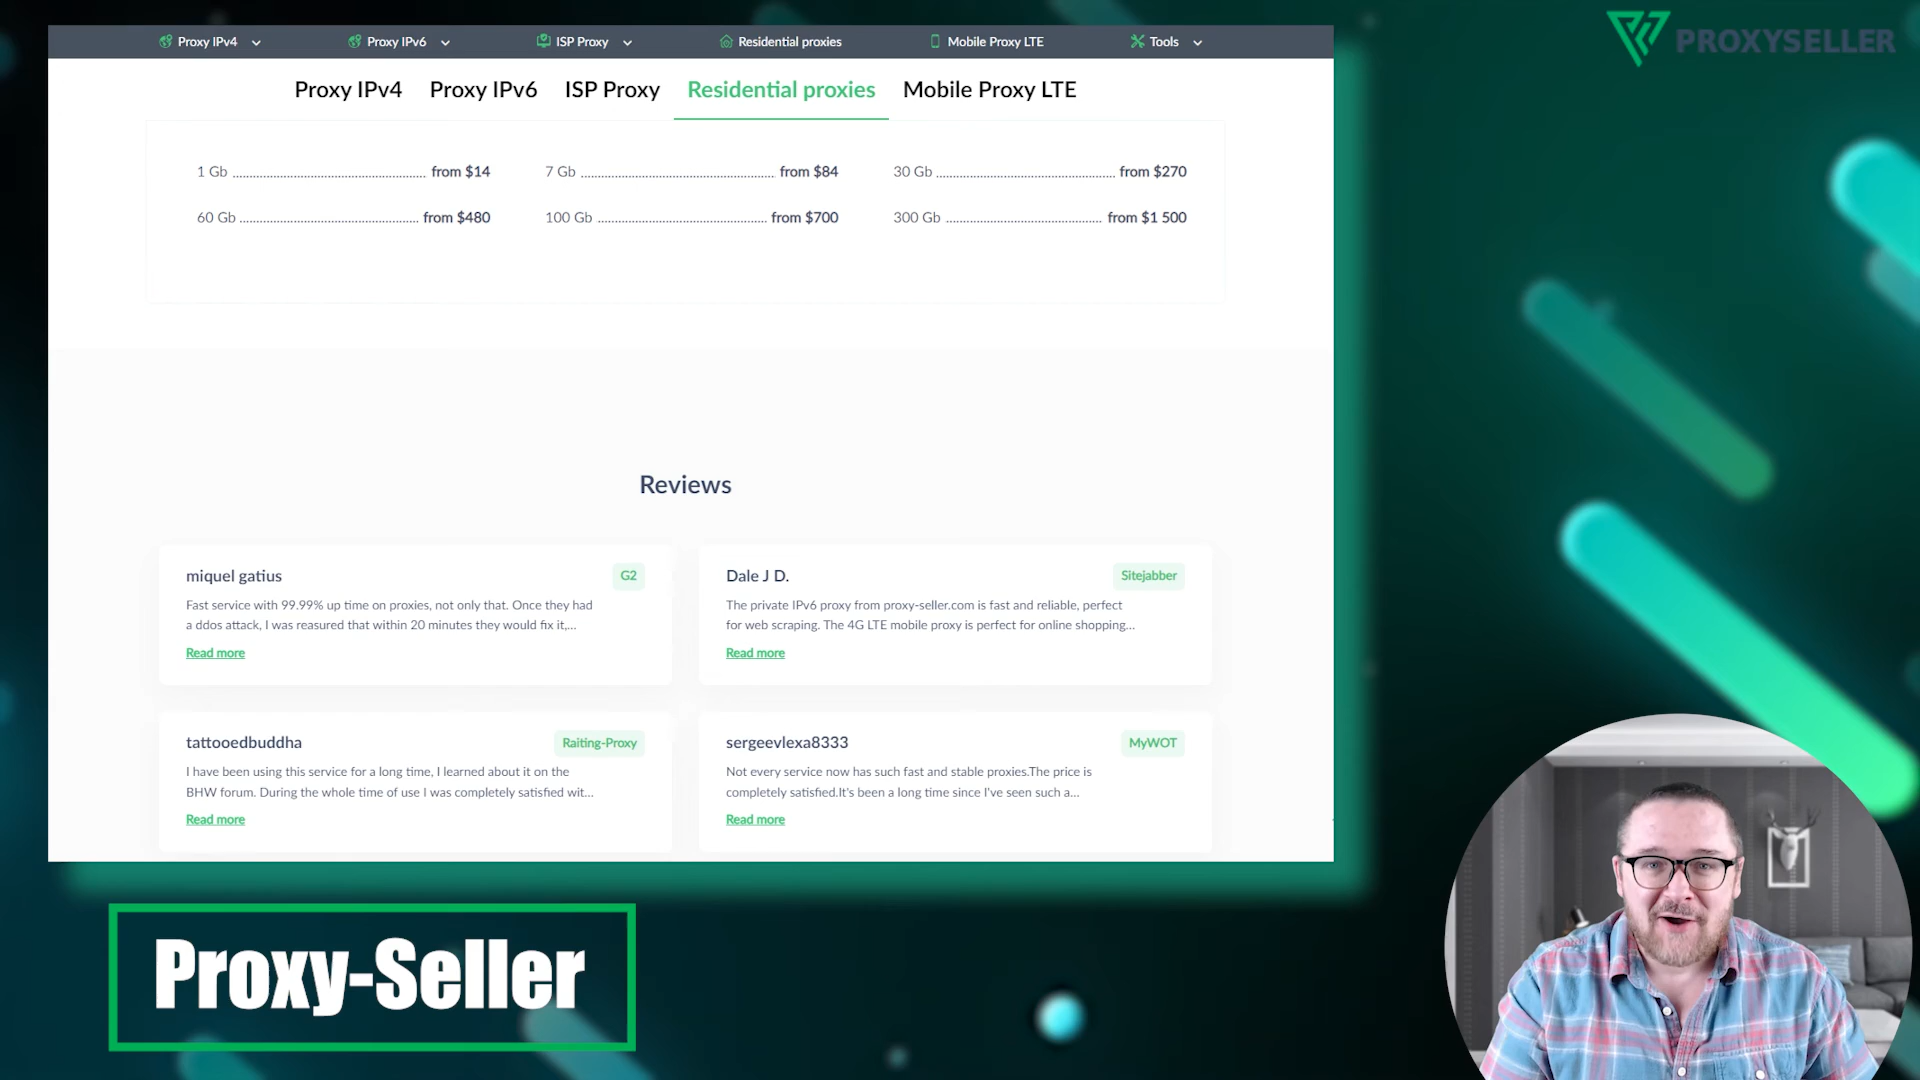 Proxy IPv4
Proxy IPv6
ISP Proxy
Residential proxies
Mobile Proxy LTE
Tools
PROXYSELLER
Proxy IPv4
Proxy IPv6
ISP Proxy
Residential proxies
Mobile Proxy LTE
1 Gb from $14
7 Gb from $84
30 Gb from $270
60 Gb from $480
100 Gb from $700
300 Gb from $1 500
Reviews
miquel gatius
G2
Fast service with 99.99% up time on proxies, not only that. Once they had
a ddos attack, I was reasured that within 20 minutes they would fix it,...
Read more
Dale J D.
Sitejabber
The private IPv6 proxy from proxy-seller.com is fast and reliable, perfect
for web scraping. The 4G LTE mobile proxy is perfect for online shopping...
Read more
tattooedbuddha
Raiting-Proxy
I have been using this service for a long time, I learned about it on the
BHW forum. During the whole time of use I was completely satisfied wit...
Read more
sergeevlexa8333
MyWOT
Not every service now has such fast and stable proxies.The price is
completely satisfied.It's been a long time since I've seen such a...
Read more
Proxy-Seller